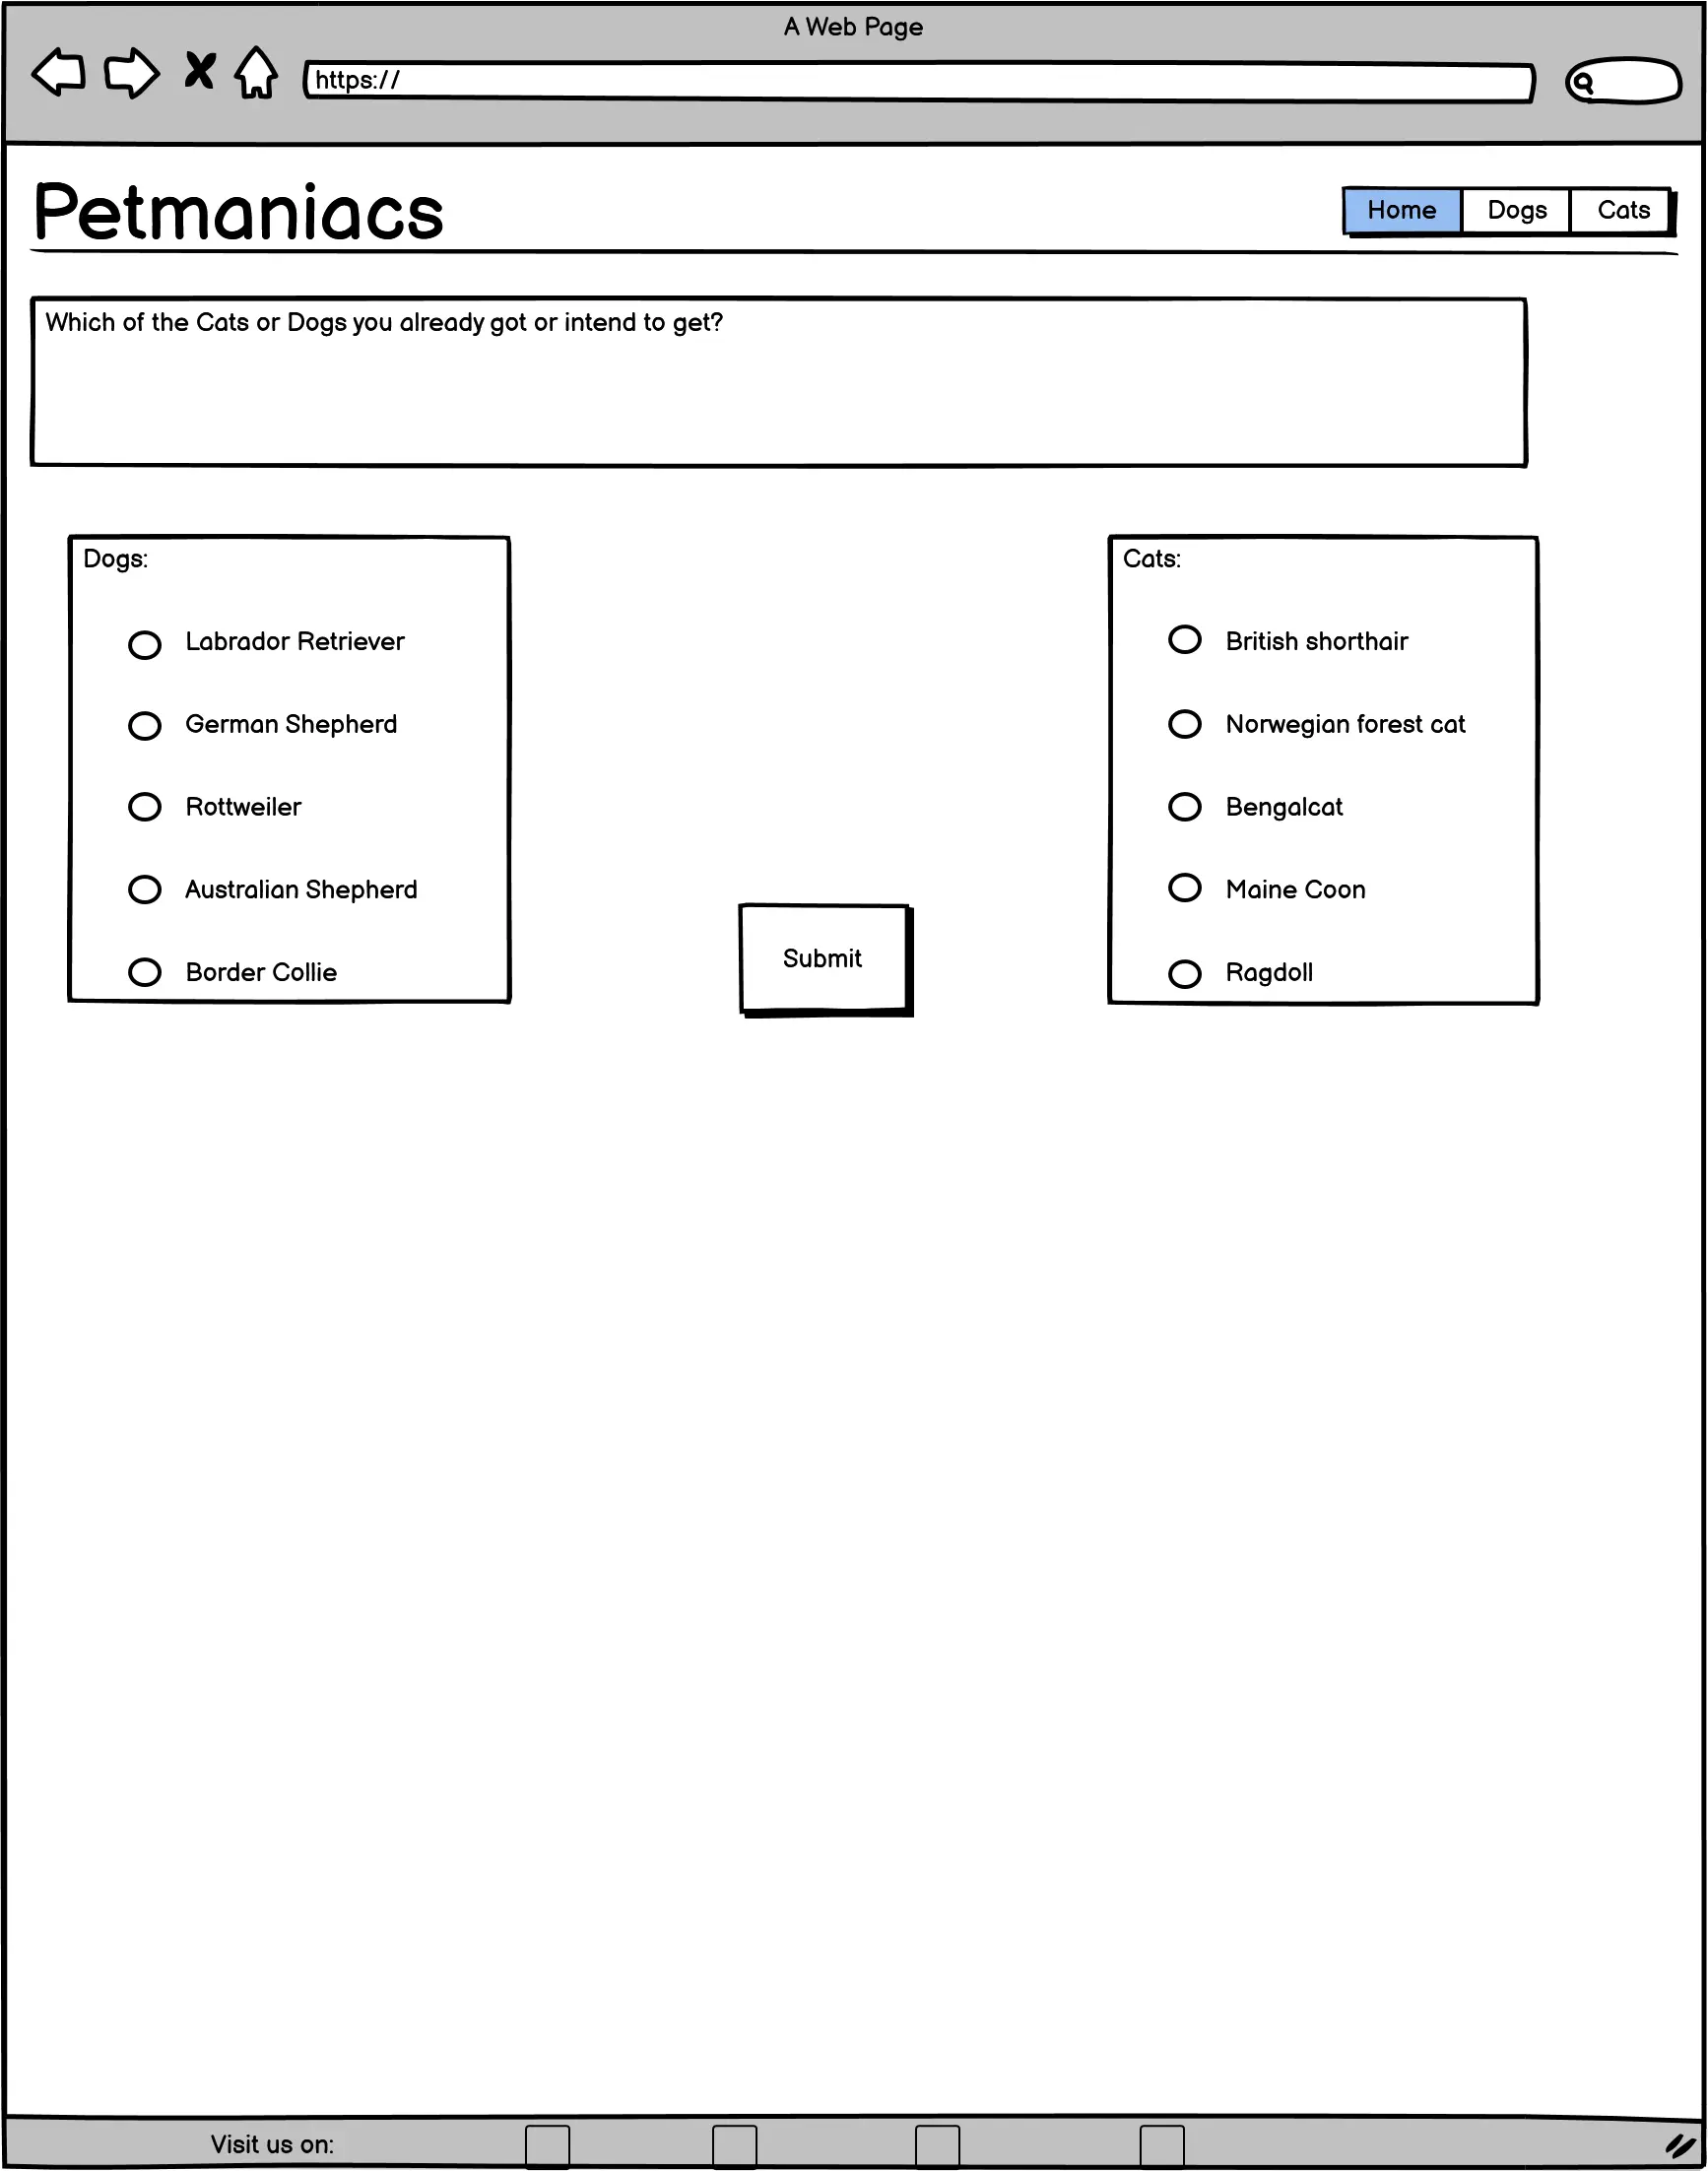 A Web Page
https://
Petmaniacs
Home Dogs Cats
Which of the Cats or Dogs you already got or intend to get?
Dogs:
Labrador Retriever
German Shepherd
Rottweiler
Australian Shepherd
Border Collie
Submit
Cats:
British shorthair
Norwegian forest cat
Bengalcat
Maine Coon
Ragdoll
Visit us on: